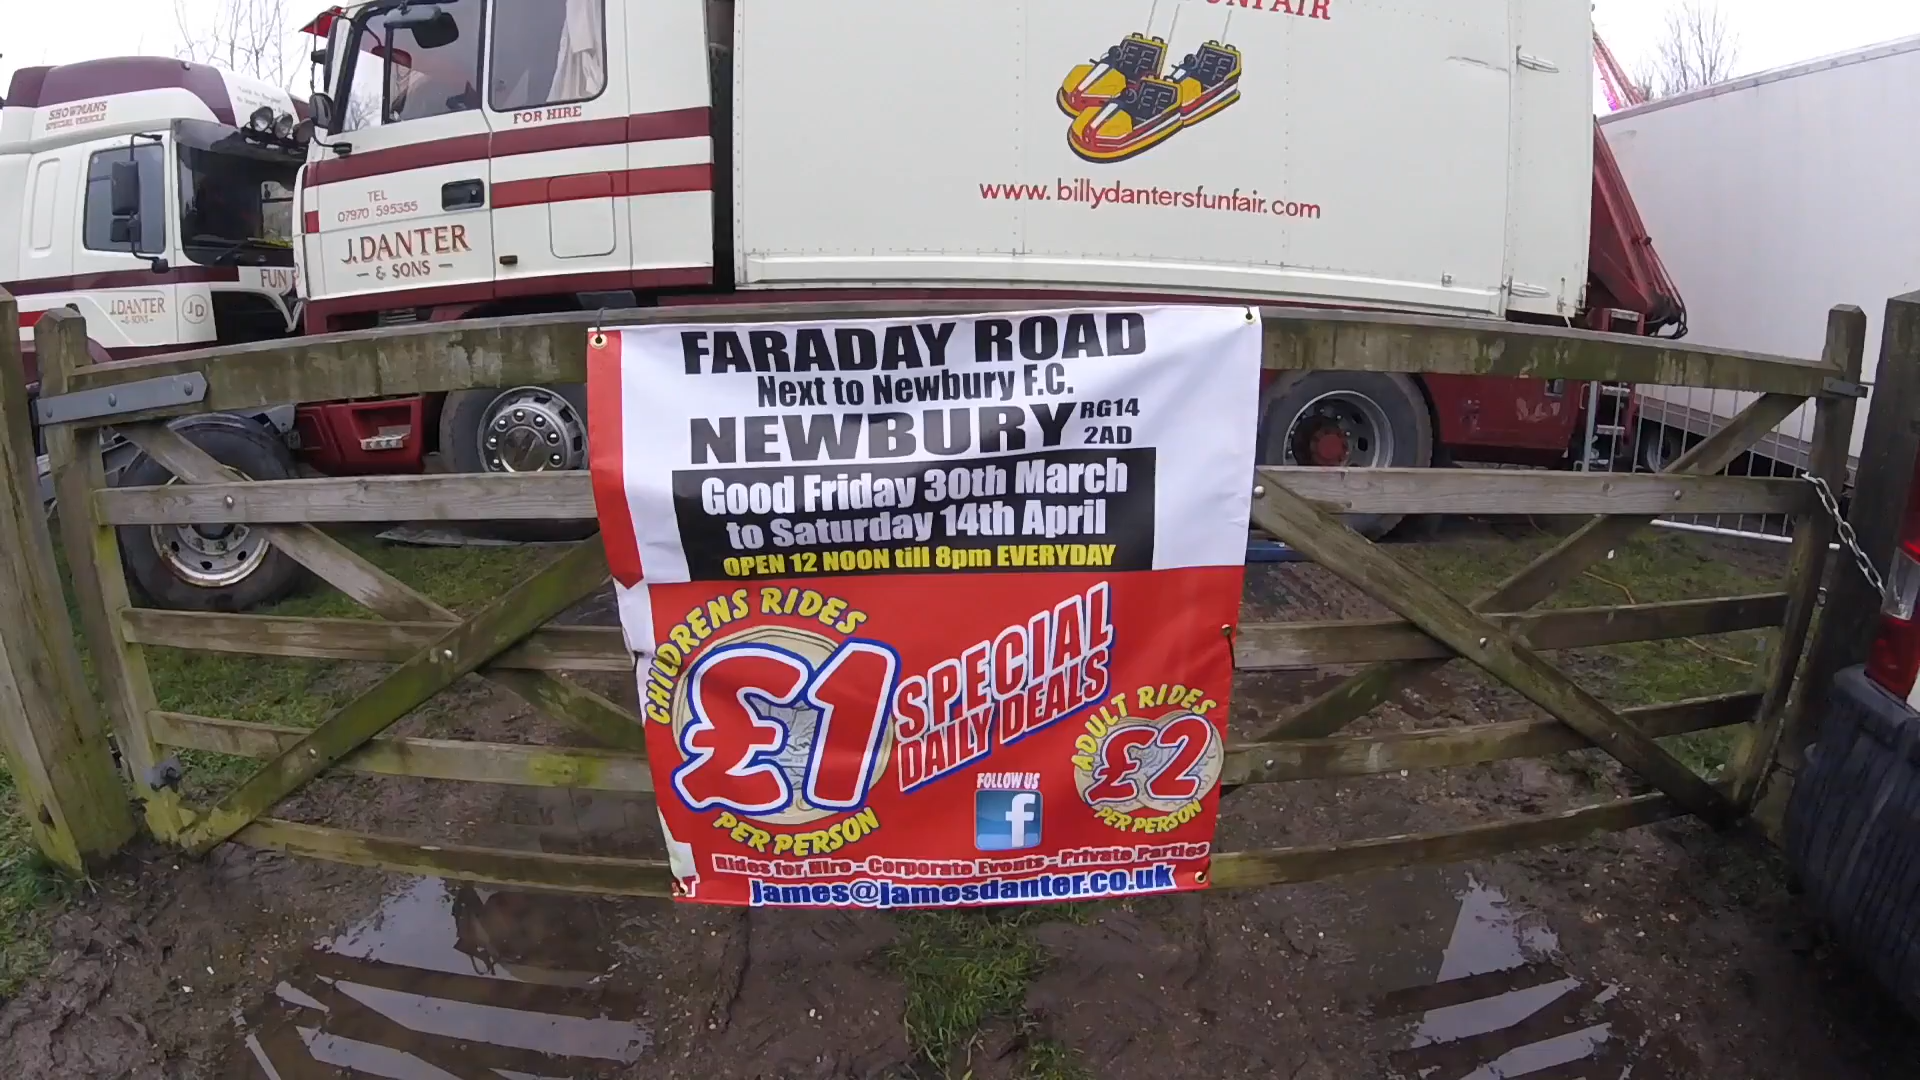 FUNFAIR
www.billydantersfunfair.com
SHOWMANS
SPECIAL VEHICLE
FOR HIRE
TEL
07970 595355
J.DANTER
& SONS
FUN
J.DANTER
& SONS
JD
FARADAY ROAD
Next to Newbury F.C.
NEWBURY RG14 2AD
Good Friday 30th March
to Saturday 14th April
OPEN 12 NOON till 8pm EVERYDAY
CHILDRENS RIDES
£1
PER PERSON
SPECIAL
DAILY DEALS
FOLLOW US
f
ADULT RIDES
£2
PER PERSON
Rides for Hire - Corporate Events - Private Parties
james@jamesdanter.co.uk